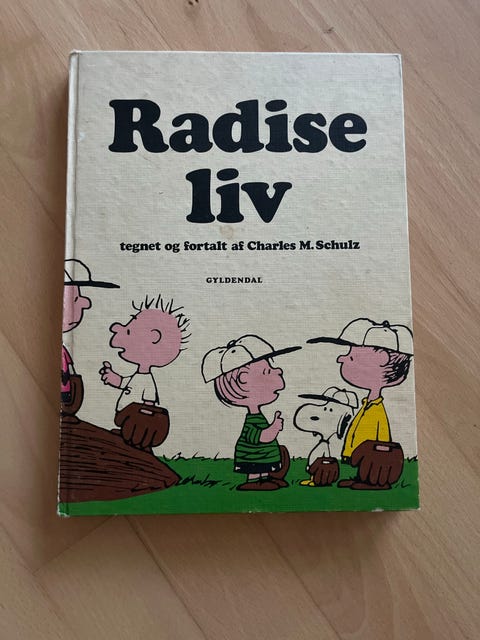 Radise
liv
tegnet og fortalt af Charles M. Schulz
GYLDENDAL